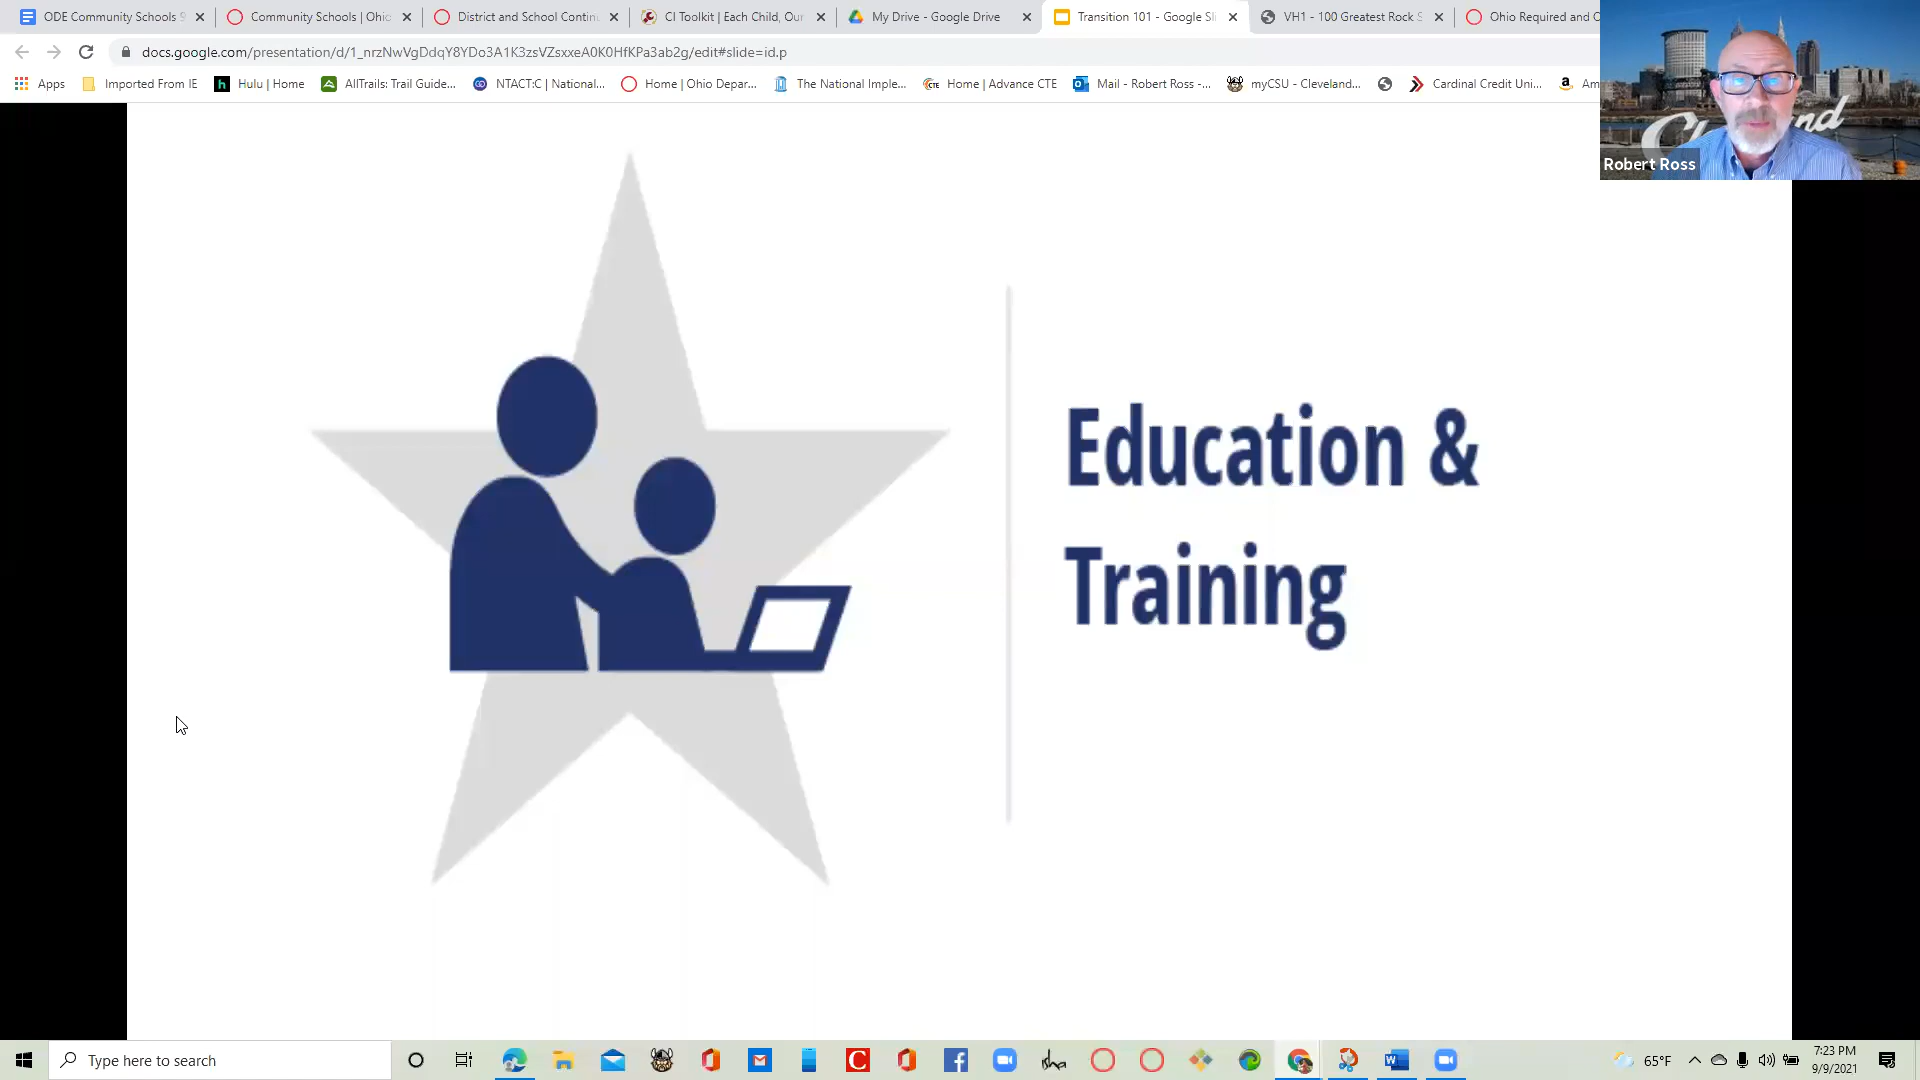 ODE Community Schools 9
Community Schools | Ohio
District and School Continu
CI Toolkit | Each Child, Our
My Drive - Google Drive
Transition 101 - Google Sli
VH1 - 100 Greatest Rock S
Ohio Required and O
docs.google.com/presentation/d/1_nrzNwVgDdqY8YDo3A1K3zsVZsxxeA0K0HfKPa3ab2g/edit#slide=id.p
Apps
Imported From IE
Hulu | Home
AllTrails: Trail Guide...
NTACT:C | National...
Home | Ohio Depar...
The National Imple...
Home | Advance CTE
Mail - Robert Ross -...
myCSU - Cleveland...
Cardinal Credit Uni...
Am
Robert Ross
Education &
Training
Type here to search
65°F
7:23 PM
9/9/2021